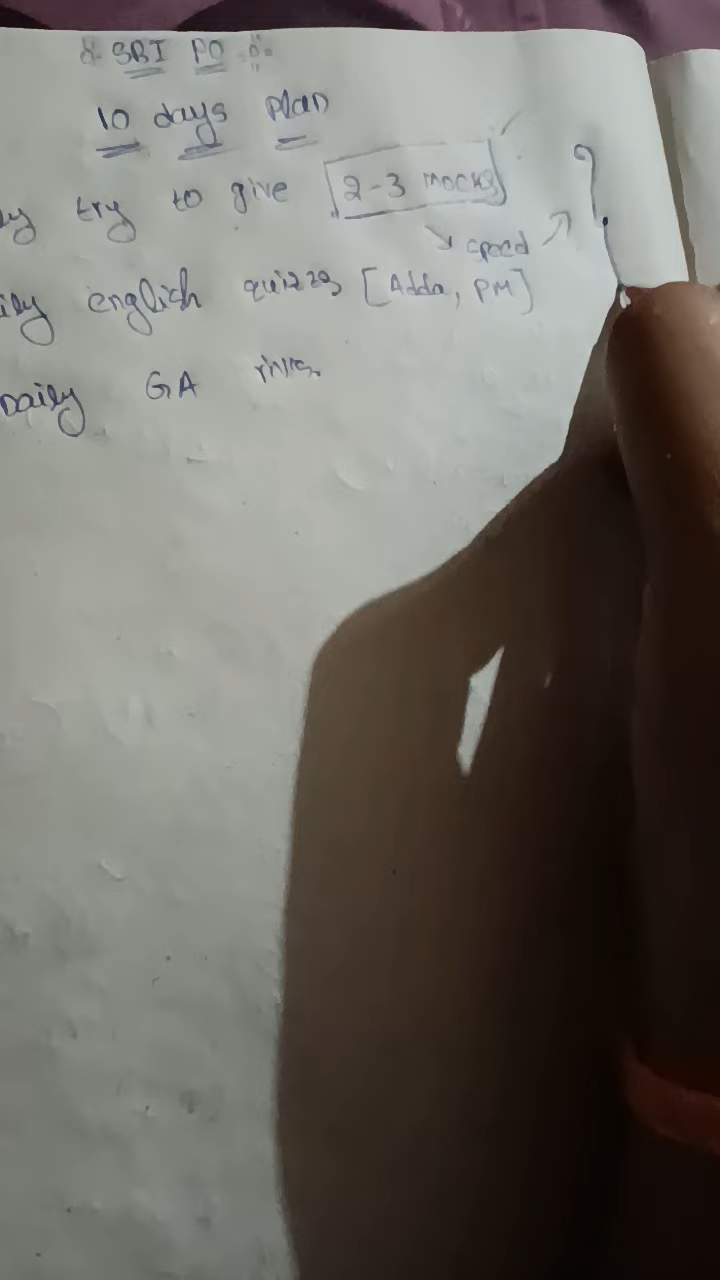 SBI PO
10 days Plan
try to give 2-3 mocks
speed
english quizzes [Adda, PM]
Daily GA